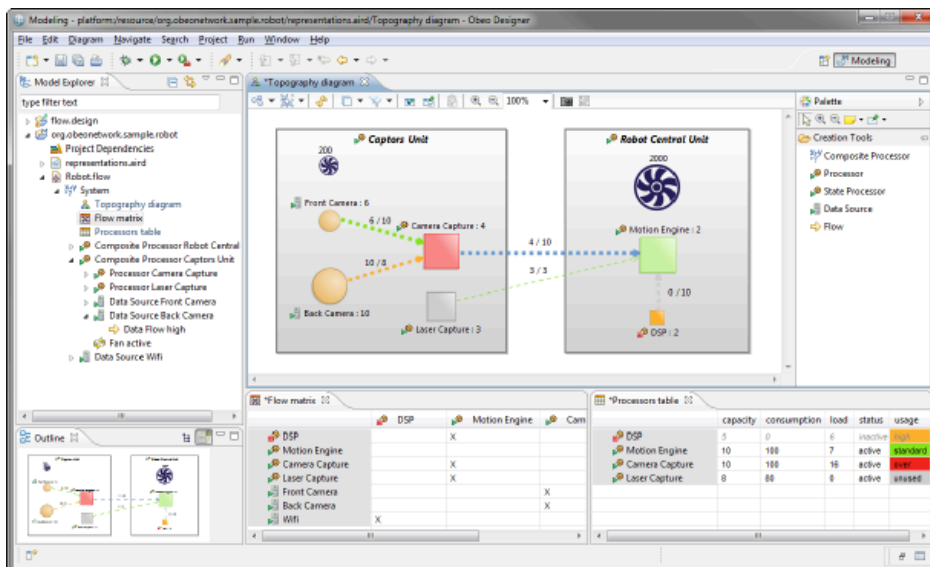 Modeling - platform:/resource/org.obeonetwork.sample.robot/representations.aird/Topography diagram - Obeo Designer
File Edit Diagram Navigate Search Project Run Window Help
Modeling
Model Explorer
type filter text
flow.design
org.obeonetwork.sample.robot
Project Dependencies
representations.aird
Robot.flow
System
Topography diagram
Flow matrix
Processors table
Composite Processor Robot Central
Composite Processor Captors Unit
Processor Camera Capture
Processor Laser Capture
Data Source Front Camera
Data Source Back Camera
Data Flow high
Fan active
Data Source Wifi
Outline
*Topography diagram
100%
Captors Unit
200
Front Camera : 6
6 / 10
Camera Capture : 4
10 / 8
Back Camera : 10
Laser Capture : 3
4 / 10
3 / 3
Robot Central Unit
2000
Motion Engine : 2
0 / 10
DSP : 2
Palette
Creation Tools
Composite Processor
Processor
State Processor
Data Source
Flow
*Flow matrix
DSP Motion Engine Cam
DSP X
Motion Engine
Camera Capture X
Laser Capture X
Front Camera X
Back Camera X
Wifi X
*Processors table
capacity consumption load status usage
DSP 5 0 6 inactive high
Motion Engine 10 100 7 active standard
Camera Capture 10 100 16 active over
Laser Capture 8 80 0 active unused